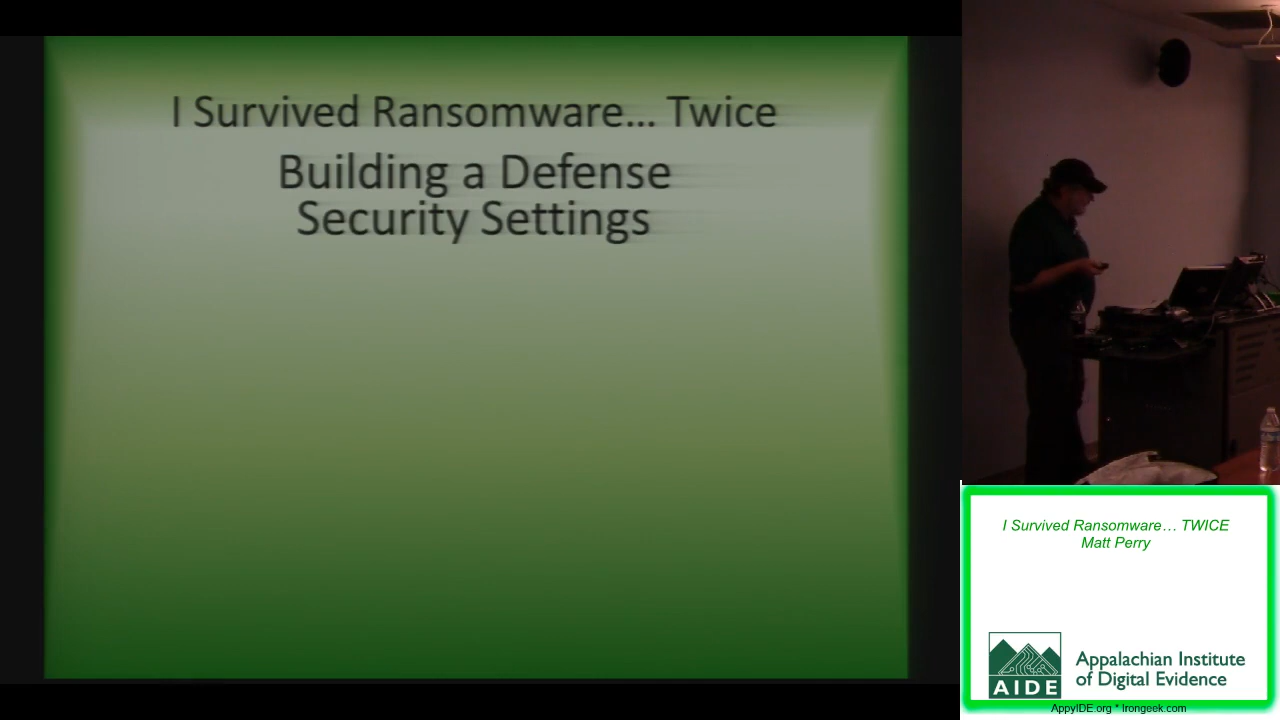 I Survived Ransomware... Twice
Building a Defense
Security Settings
I Survived Ransomware... TWICE
Matt Perry
AIDE
Appalachian Institute
of Digital Evidence
AppyIDE.org * Irongeek.com